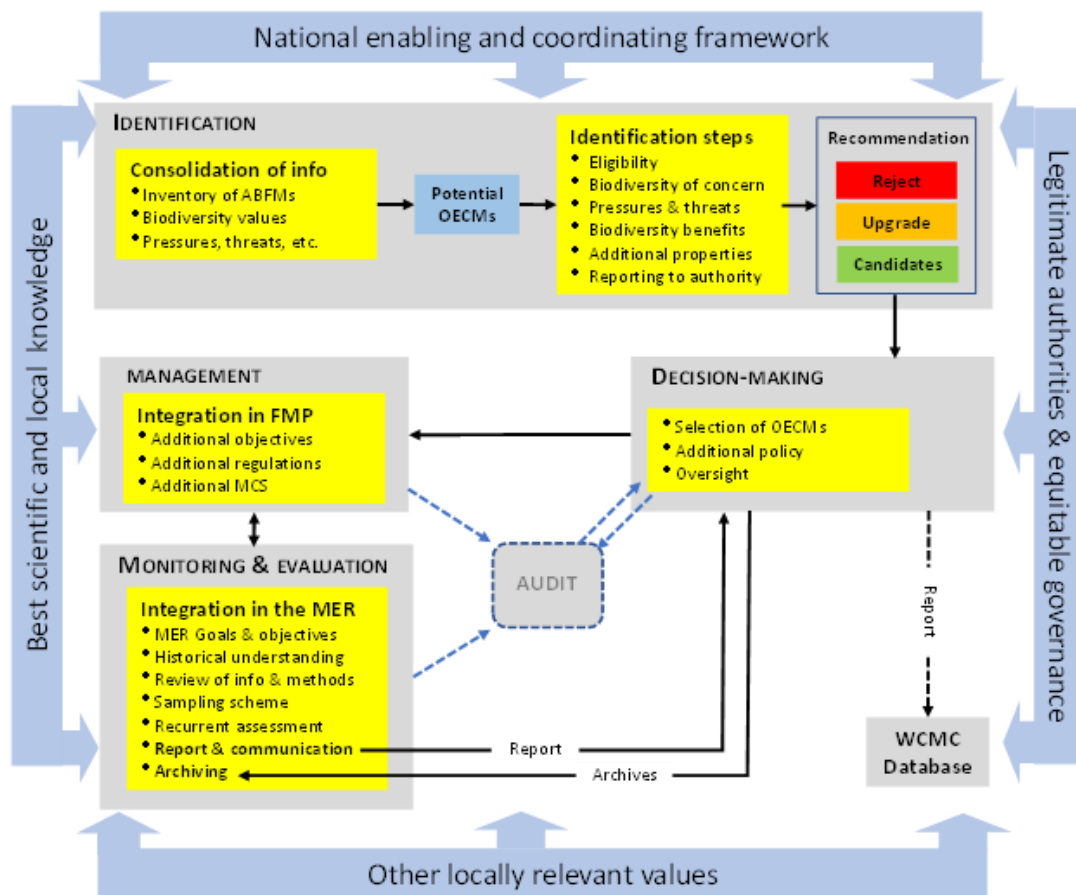 National enabling and coordinating framework
Best scientific and local knowledge
Legitimate authorities & equitable governance
IDENTIFICATION
Consolidation of info
• Inventory of ABFMs
• Biodiversity values
• Pressures, threats, etc.
Potential
OECMs
Identification steps
• Eligibility
• Biodiversity of concern
• Pressures & threats
• Biodiversity benefits
• Additional properties
• Reporting to authority
Recommendation
Reject
Upgrade
Candidates
MANAGEMENT
Integration in FMP
• Additional objectives
• Additional regulations
• Additional MCS
DECISION-MAKING
• Selection of OECMs
• Additional policy
• Oversight
MONITORING & EVALUATION
Integration in the MER
• MER Goals & objectives
• Historical understanding
• Review of info & methods
• Sampling scheme
• Recurrent assessment
• Report & communication
• Archiving
AUDIT
Report
Archives
Report
WCMC
Database
Other locally relevant values